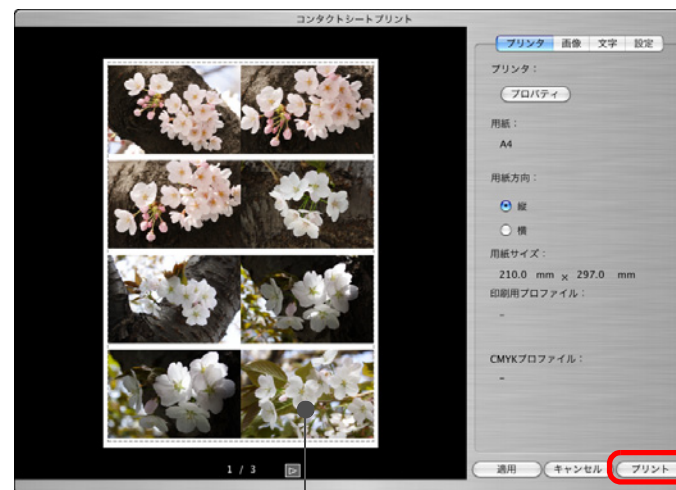 コンタクトシートプリント
プリンタ 画像 文字 設定
プリンタ：
プロパティ
用紙：
A4
用紙方向：
縦
横
用紙サイズ：
210.0 mm × 297.0 mm
印刷用プロファイル：
-
CMYKプロファイル：
-
1 / 3
適用 キャンセル プリント